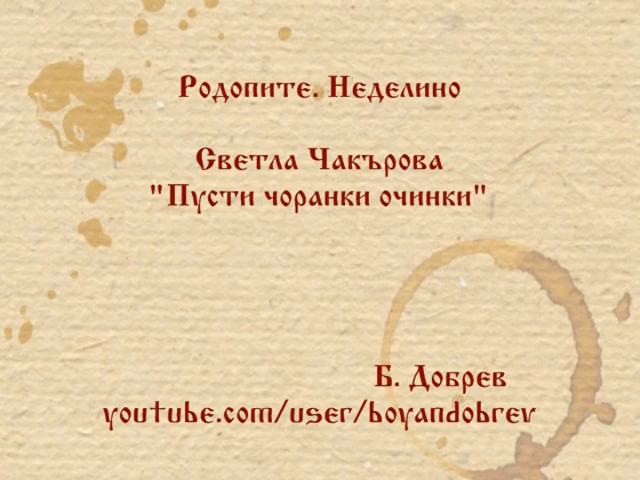 Родопите. Неделино
Светла Чакърова
"Пусти чоранки очинки"
Б. Добрев
youtube.com/user/boyandobrev